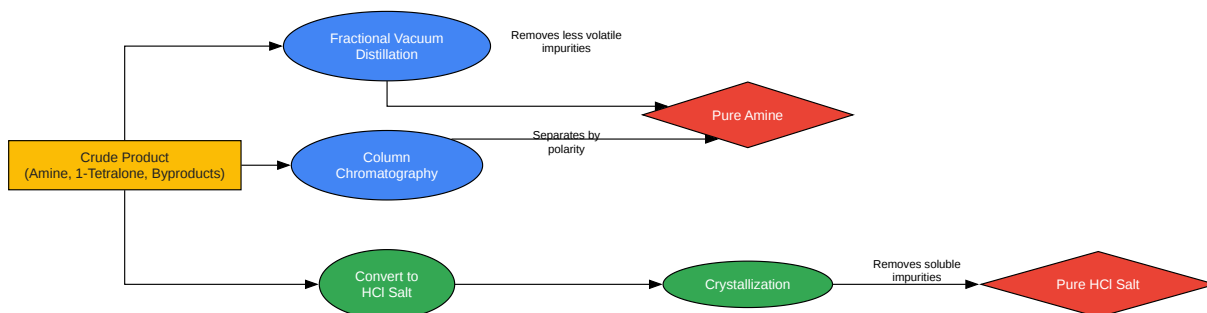 Fractional Vacuum
Distillation
Removes less volatile
impurities
Pure Amine
Separates by
polarity
Crude Product
(Amine, 1-Tetralone, Byproducts)
Column
Chromatography
Convert to
HCl Salt
Crystallization
Removes soluble
impurities
Pure HCl Salt